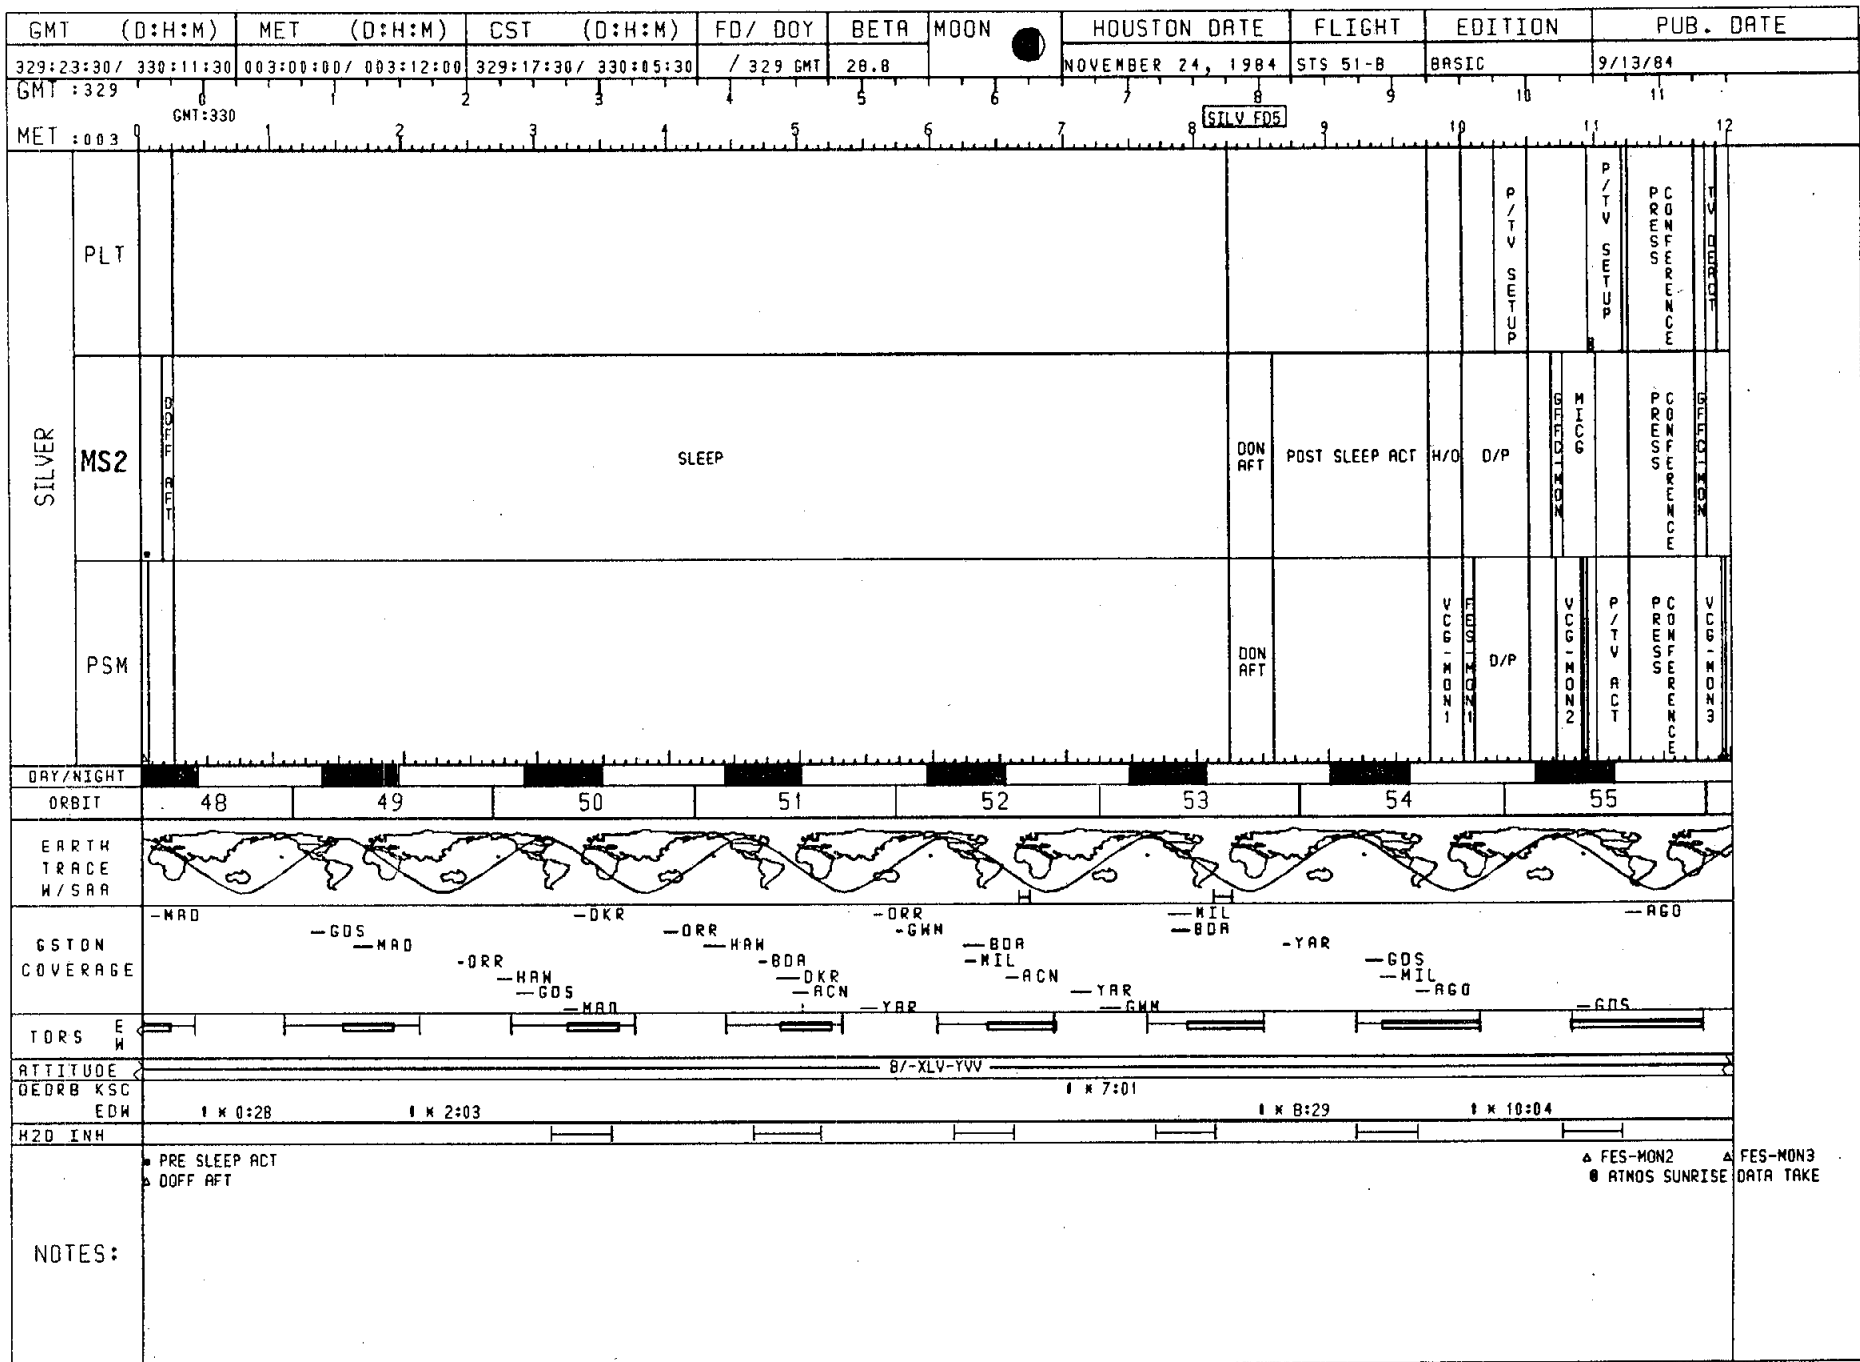 GMT (D:H:M) MET (D:H:M) CST (D:H:M) FD/ DOY BETA MOON HOUSTON DATE FLIGHT EDITION PUB. DATE
329:23:30/ 330:11:30 003:00:00/ 003:12:00 329:17:30/ 330:05:30 / 329 GMT 28.8 NOVEMBER 24, 1984 STS 51-B BASIC 9/13/84
GMT :329 0 2 3 4 5 6 7 8 9 10 11
GMT:330
SILV FD5
MET :003 0 1 2 3 4 5 6 7 8 9 10 11 12
SILVER
PLT
P/TV SETUP
P/TV SETUP
PRESS CONFERENCE
TV DEACT
MS2
DOFF AFT
SLEEP
DON AFT
POST SLEEP ACT
H/O
D/P
GFFC-MON
MICG
PRESS CONFERENCE
GFFC-MON
PSM
DON AFT
VCG-MON1
FES-MON1
D/P
VCG-MON2
P/TV ACT
PRESS CONFERENCE
VCG-MON3
DAY/NIGHT
ORBIT 48 49 50 51 52 53 54 55
EARTH
TRACE
W/SAA
GSTDN
COVERAGE
-MAD -DKR -ORR -MIL -AGO
-GDS -ORR -GWM -BDA
-MAD -HAW -BDA -YAR
-ORR -BDA -MIL -GDS
-HAW -DKR -ACN -MIL
-GDS -ACN -YAR -AGO
-MAD -YAR -GWM -GDS
TDRS E
W
ATTITUDE B/-XLV-YVV
DEORB KSC * 7:01
EDW * 0:28 * 2:03 * 8:29 * 10:04
H2O INH
■ PRE SLEEP ACT ▵ FES-MON2 ▵ FES-MON3
▵ DOFF AFT ATMOS SUNRISE DATA TAKE
NOTES: